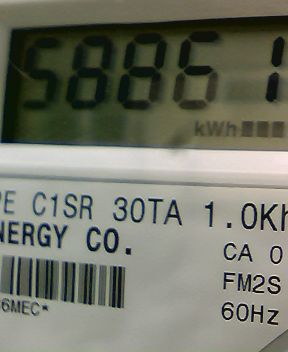 58861
kWh
PE C1SR 30TA 1.0Kh
NERGY CO.
CA 0
FM2S
6MEC*
60Hz